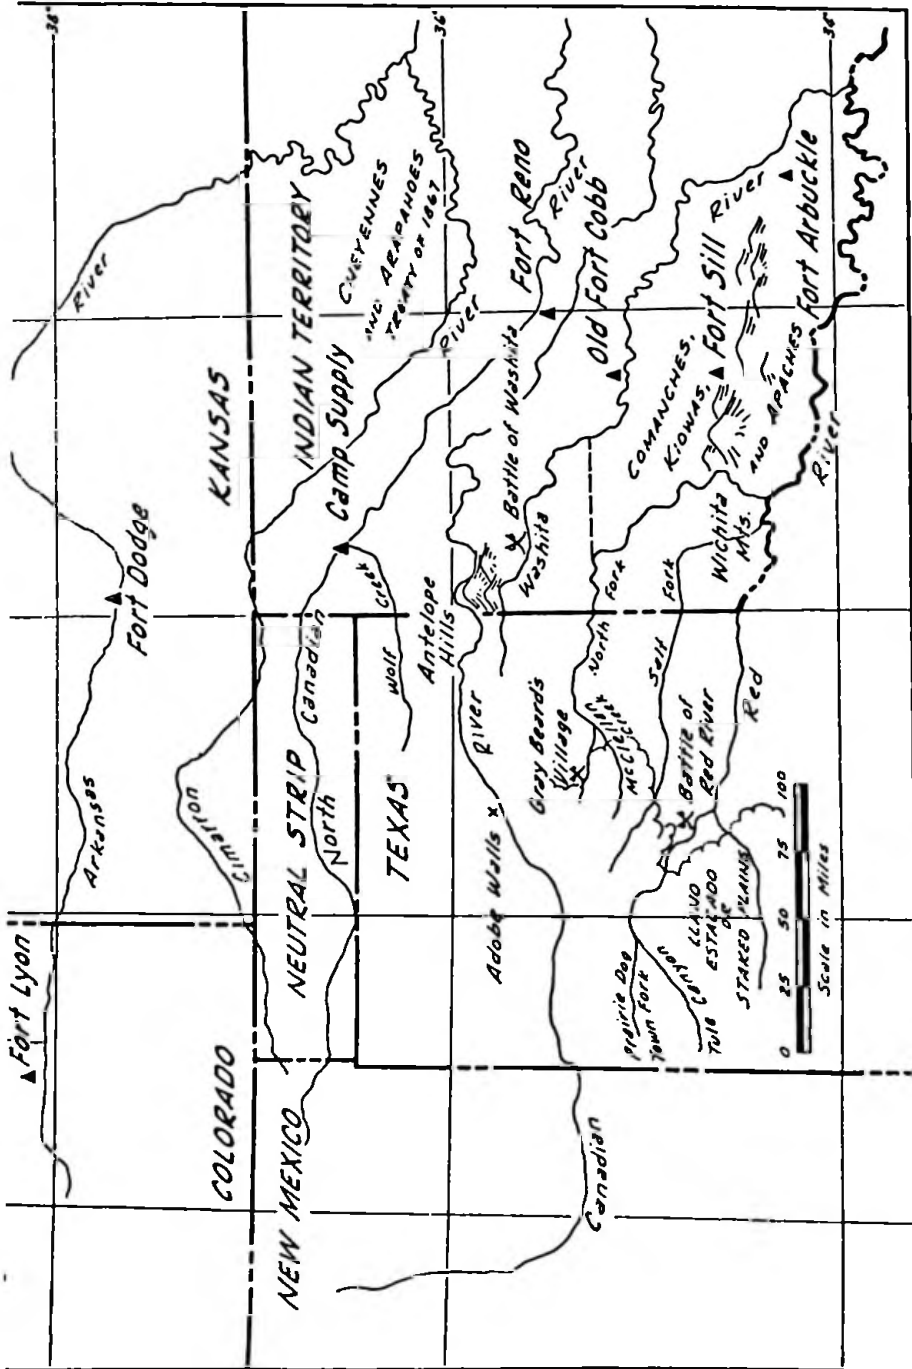 38°
36°
36°
Fort Lyon
COLORADO
NEW MEXICO
KANSAS
INDIAN TERRITORY
NEUTRAL STRIP
TEXAS
Arkansas
River
Fort Dodge
Cimarron
River
North
Canadian
Wolf
Creek
Camp Supply
CHEYENNES
AND ARAPAHOES
TREATY OF 1867
Antelope
Hills
Battle of Washita
Washita
River
Fort Reno
River
Old Fort Cobb
Adobe Walls
Canadian
River
Gray Beard's
Village
McClellan
Creek
North
Fork
Salt
Fork
COMANCHES,
KIOWAS,
AND APACHES
Fort Sill
Fort Arbuckle
Wichita
Mts.
Battle of
Red River
Red
River
Prairie Dog
Town Fork
Tule Canyon
LLANO
ESTACADO
OR
STAKED PLAINS
0 25 50 75 100
Scale in Miles